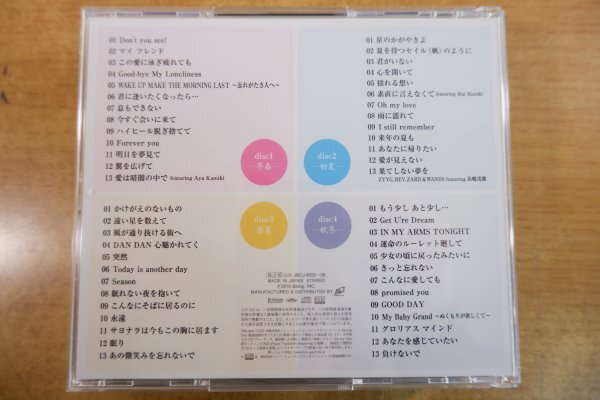 01 Don't you see!
02 マイ フレンド
03 この愛に泳ぎ疲れても
04 Good-bye My Loneliness
05 WAKE UP MAKE THE MORNING LAST ～忘れがたき人へ～
06 君に逢いたくなったら…
07 息もできない
08 今すぐ会いに来て
09 ハイヒール脱ぎ捨てて
10 Forever you
11 明日を夢見て
12 翼を広げて
13 愛は暗闇の中で featuring Aya Kamiki
disc1
早春
01 星のかがやきよ
02 夏を待つセイル(帆)のように
03 君がいない
04 心を開いて
05 揺れる想い
06 素直に言えなくて featuring Mai Kuraki
07 Oh my love
08 雨に濡れて
09 I still remember
10 来年の夏も
11 あなたに帰りたい
12 愛が見えない
13 果てしない夢を
ZYYG, REV, ZARD & WANDS featuring 長嶋茂雄
disc2
初夏
01 かけがえのないもの
02 遠い星を数えて
03 風が通り抜ける街へ
04 DAN DAN 心魅かれてく
05 突然
06 Today is another day
07 Season
08 眠れない夜を抱いて
09 こんなにそばに居るのに
10 永遠
11 サヨナラは今もこの胸に居ます
12 眠り
13 あの微笑みを忘れないで
disc3
01 もう少し あと少し…
02 Get U're Dream
03 IN MY ARMS TONIGHT
04 運命のルーレット廻して
05 少女の頃に戻ったみたいに
06 きっと忘れない
07 こんなに愛しても
08 promised you
09 GOOD DAY
10 My Baby Grand ～ぬくもりが欲しくて～
11 グロリアス マインド
12 あなたを感じていたい
13 負けないで
disc4
秋冬
MADE IN JAPAN STEREO
MANUFACTURED & DISTRIBUTED BY